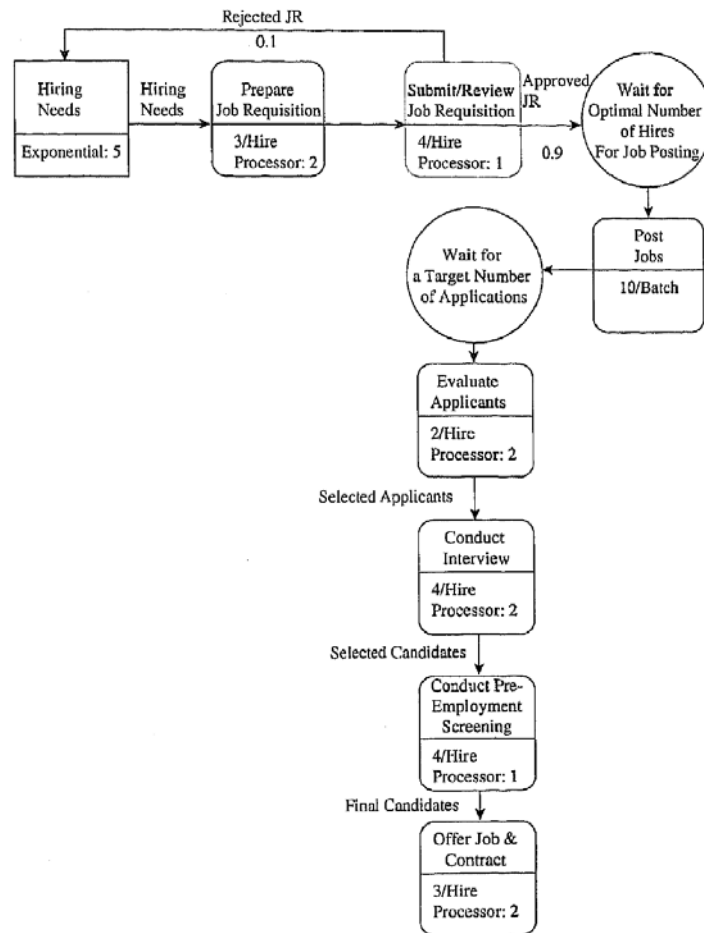 Rejected JR
0.1
Hiring
Needs
Exponential: 5
Hiring
Needs
Prepare
Job Requisition
3/Hire
Processor: 2
Submit/Review
Job Requisition
4/Hire
Processor: 1
Approved
JR
0.9
Wait for
Optimal Number
of Hires
For Job Posting
Post
Jobs
10/Batch
Wait for
a Target Number
of Applications
Evaluate
Applicants
2/Hire
Processor: 2
Selected Applicants
Conduct
Interview
4/Hire
Processor: 2
Selected Candidates
Conduct Pre-
Employment
Screening
4/Hire
Processor: 1
Final Candidates
Offer Job &
Contract
3/Hire
Processor: 2